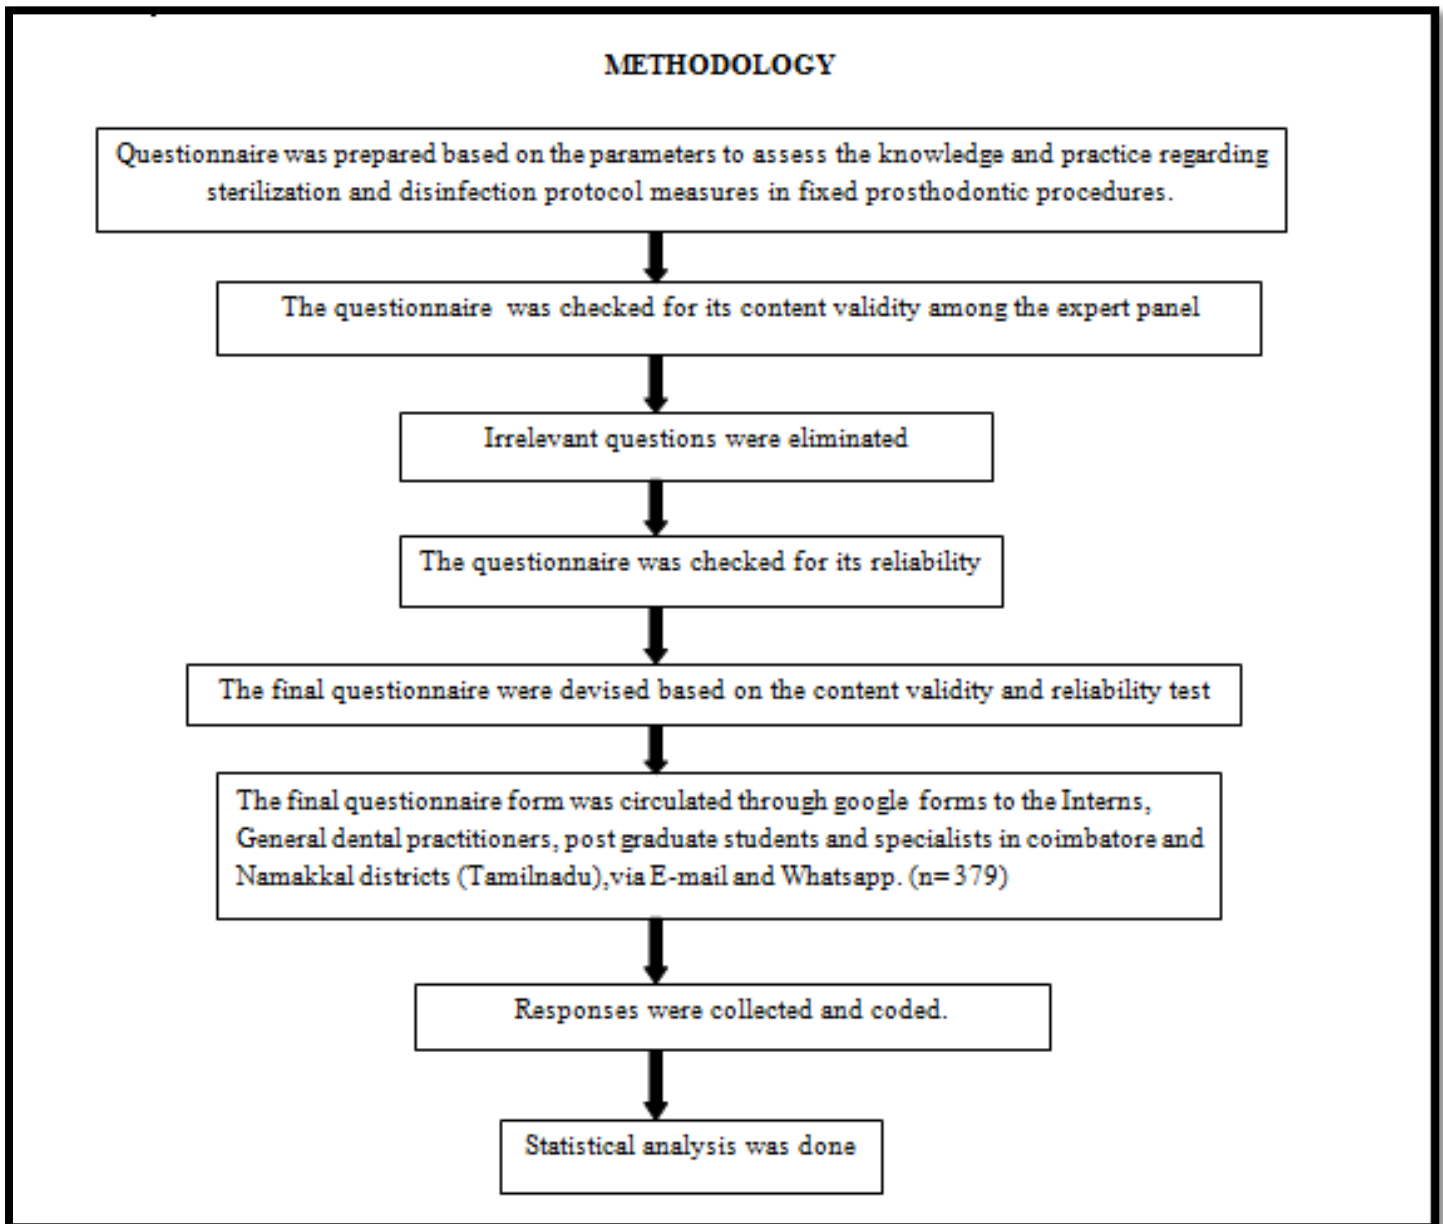 METHODOLOGY
Questionnaire was prepared based on the parameters to assess the knowledge and practice regarding
sterilization and disinfection protocol measures in fixed prosthodontic procedures.
The questionnaire was checked for its content validity among the expert panel
Irrelevant questions were eliminated
The questionnaire was checked for its reliability
The final questionnaire were devised based on the content validity and reliability test
The final questionnaire form was circulated through google forms to the Interns,
General dental practitioners, post graduate students and specialists in coimbatore and
Namakkal districts (Tamilnadu),via E-mail and Whatsapp. (n= 379)
Responses were collected and coded.
Statistical analysis was done